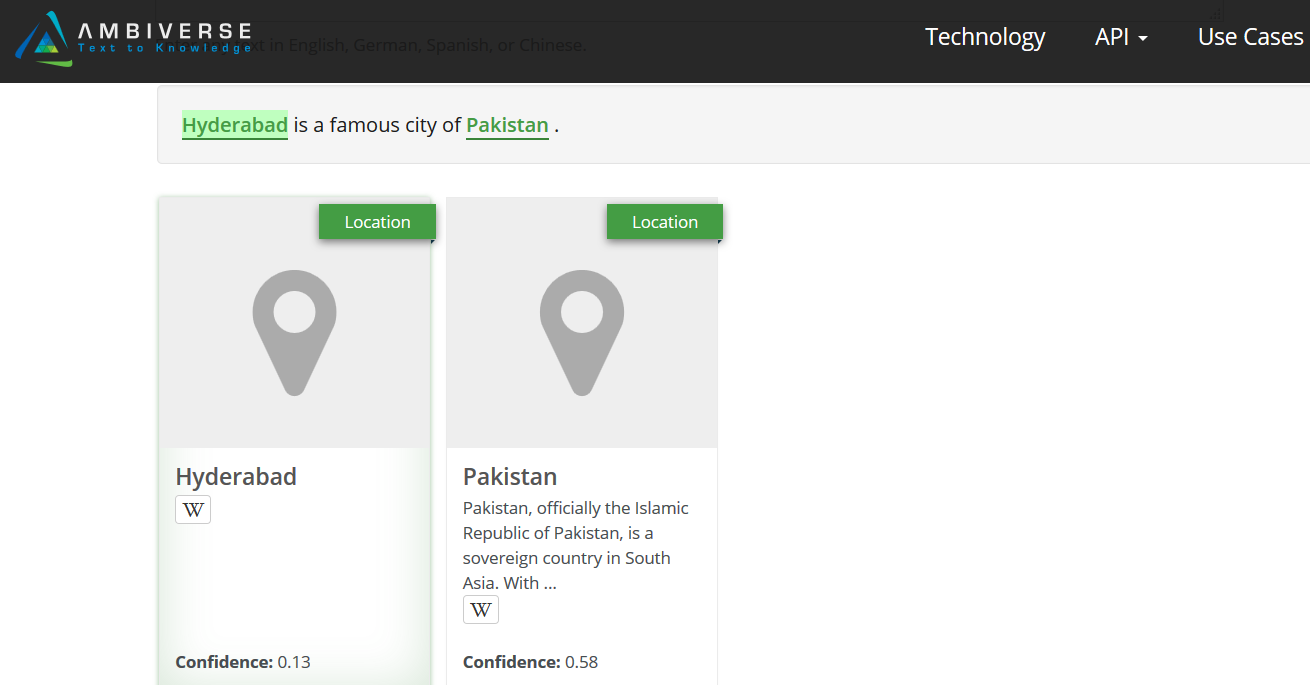 AMBIVERSE
Text to Knowledge
Technology
API
Use Cases
xt in English, German, Spanish, or Chinese.
Hyderabad is a famous city of Pakistan .
Location
Location
Hyderabad
W
Confidence: 0.13
Pakistan
Pakistan, officially the Islamic
Republic of Pakistan, is a
sovereign country in South
Asia. With ...
W
Confidence: 0.58